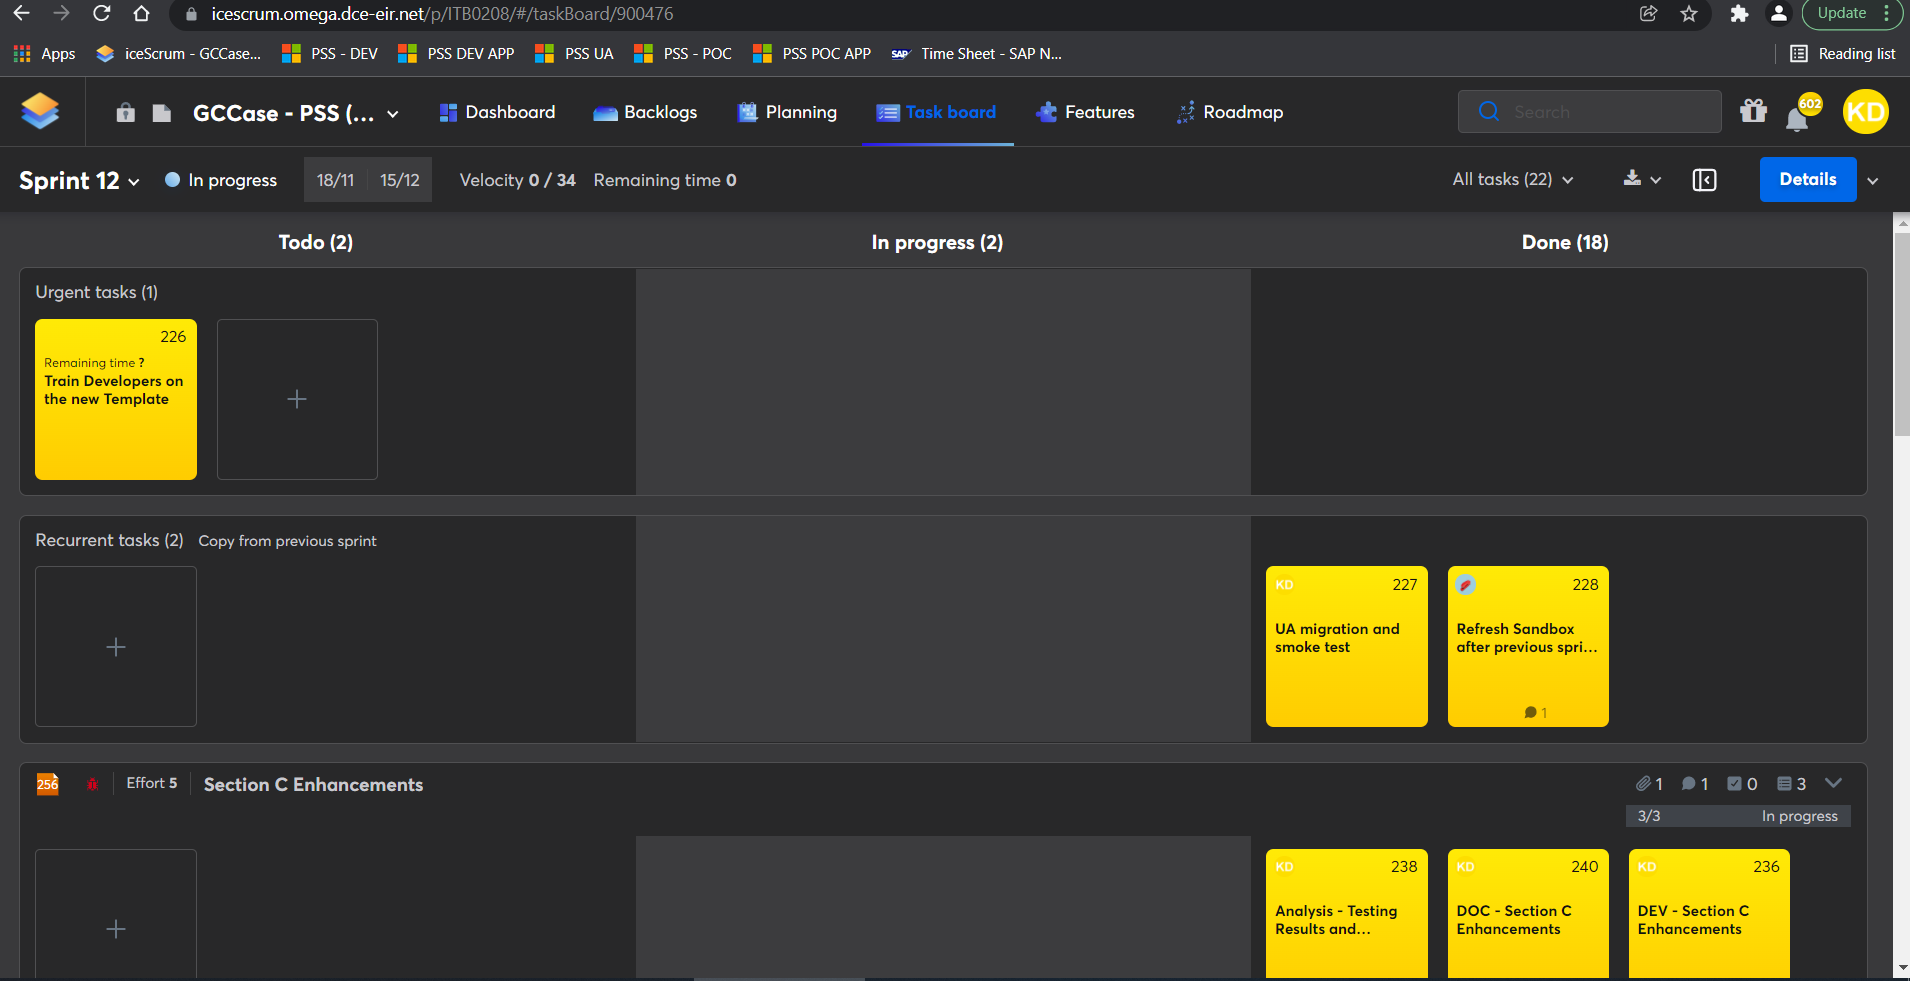 icescrum.omega.dce-eir.net/p/ITB0208/#/taskBoard/900476
Update
Apps
iceScrum - GCCase...
PSS - DEV
PSS DEV APP
PSS UA
PSS - POC
PSS POC APP
SAP
Time Sheet - SAP N...
Reading list
GCCase - PSS (...
Dashboard
Backlogs
Planning
Task board
Features
Roadmap
Search
602
KD
Sprint 12
In progress
18/11
15/12
Velocity 0 / 34
Remaining time 0
All tasks (22)
Details
Todo (2)
In progress (2)
Done (18)
Urgent tasks (1)
226
Remaining time ?
Train Developers on
the new Template
Recurrent tasks (2)
Copy from previous sprint
KD
227
UA migration and
smoke test
228
Refresh Sandbox
after previous spri...
1
256
Effort 5
Section C Enhancements
1
1
0
3
3/3
In progress
KD
238
Analysis - Testing
Results and...
KD
240
DOC - Section C
Enhancements
KD
236
DEV - Section C
Enhancements